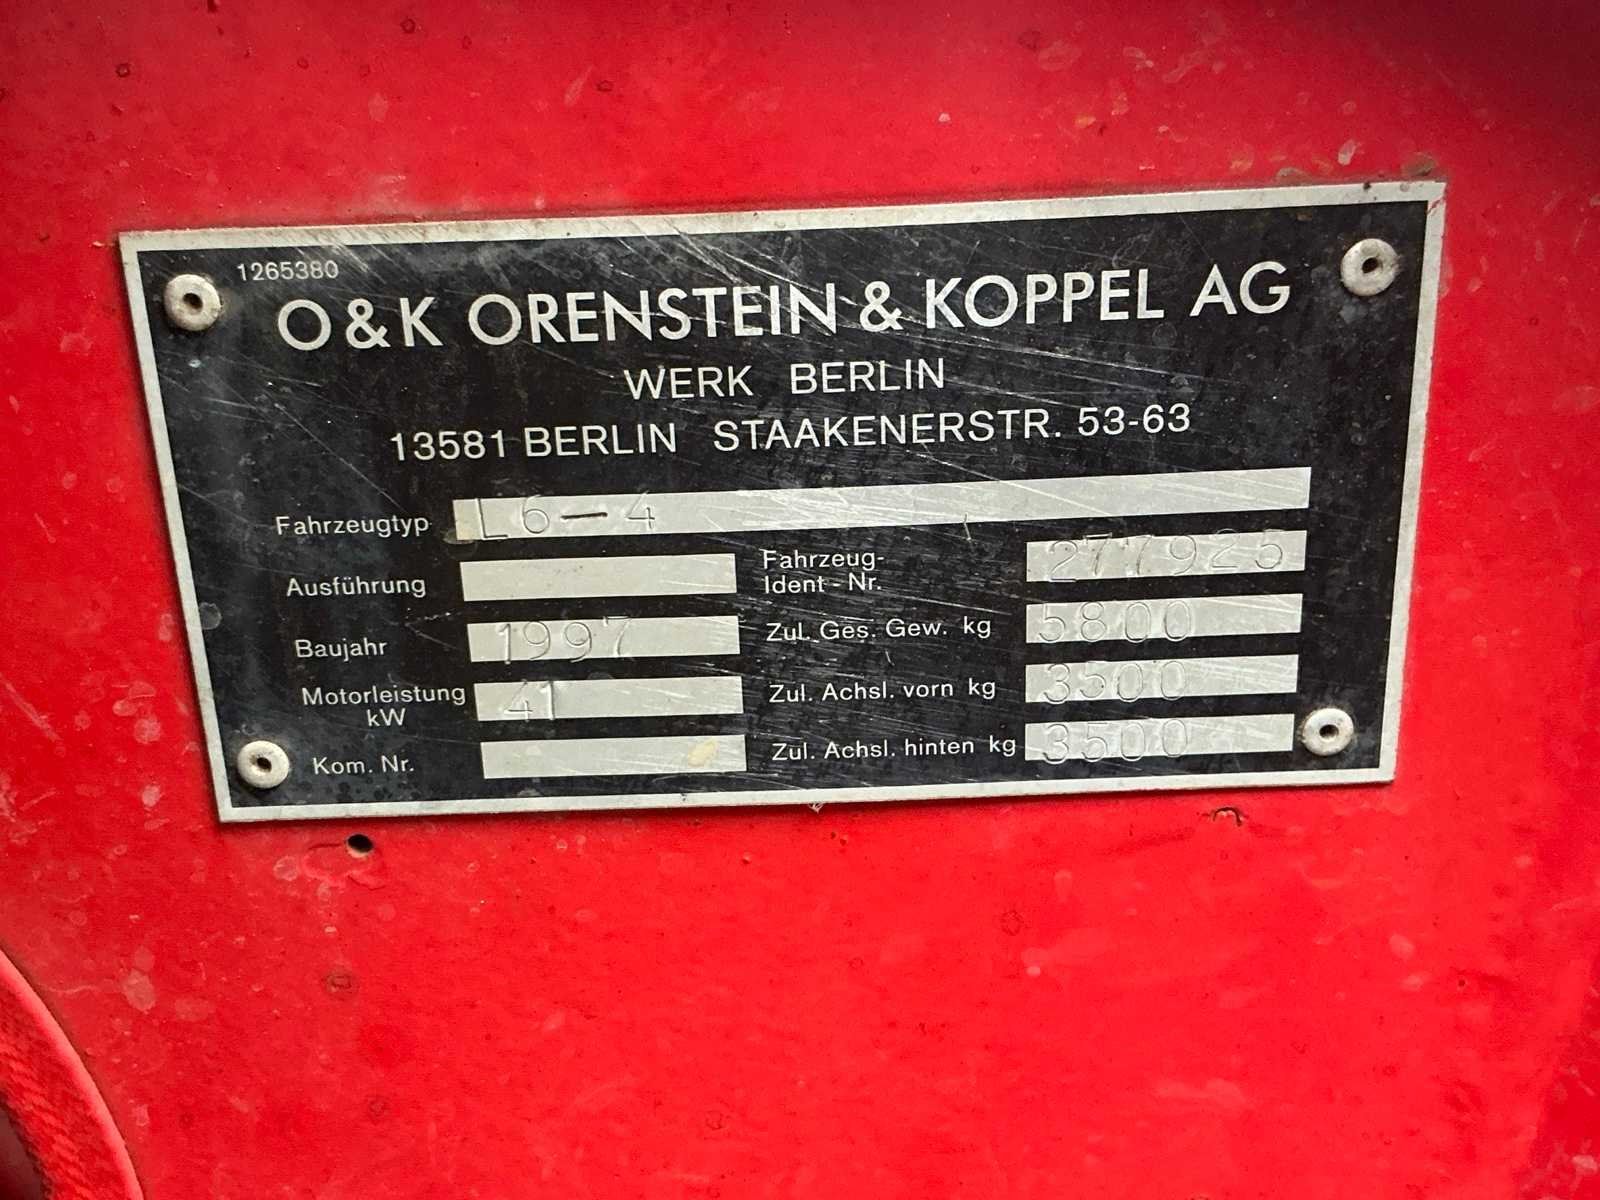 1265380
O&K ORENSTEIN & KOPPEL AG
WERK BERLIN
13581 BERLIN STAAKENERSTR. 53-63
Fahrzeugtyp L6-4
Ausführung
Fahrzeug-
Ident-Nr. 277925
Baujahr 1997
Zul. Ges. Gew. kg 5800
Motorleistung
kW 41
Zul. Achsl. vorn kg 3500
Kom. Nr.
Zul. Achsl. hinten kg 3500